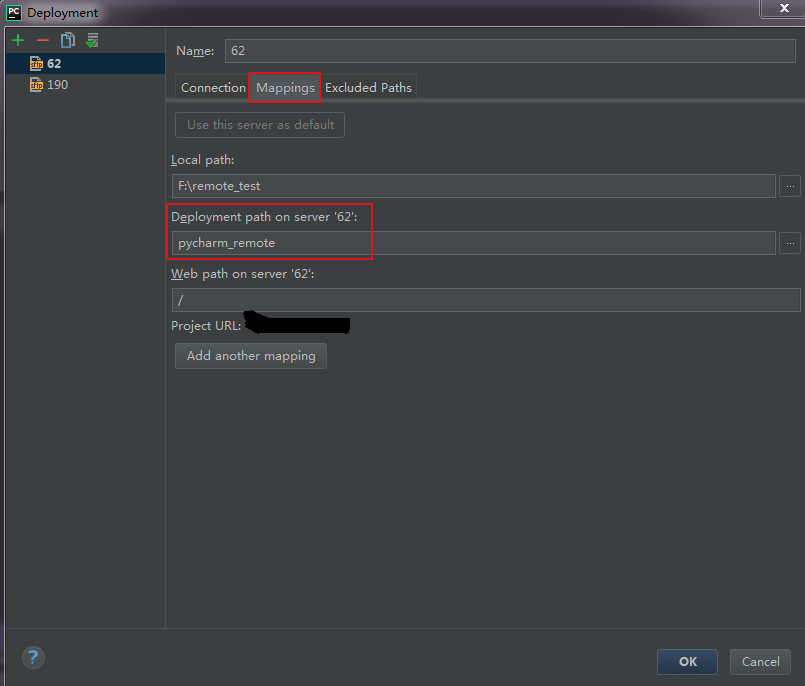 PC Deployment X
62
190
Name: 62
Connection Mappings Excluded Paths
Use this server as default
Local path:
F:\remote_test
...
Deployment path on server '62':
pycharm_remote
...
Web path on server '62':
/
Project URL:
Add another mapping
?
OK Cancel